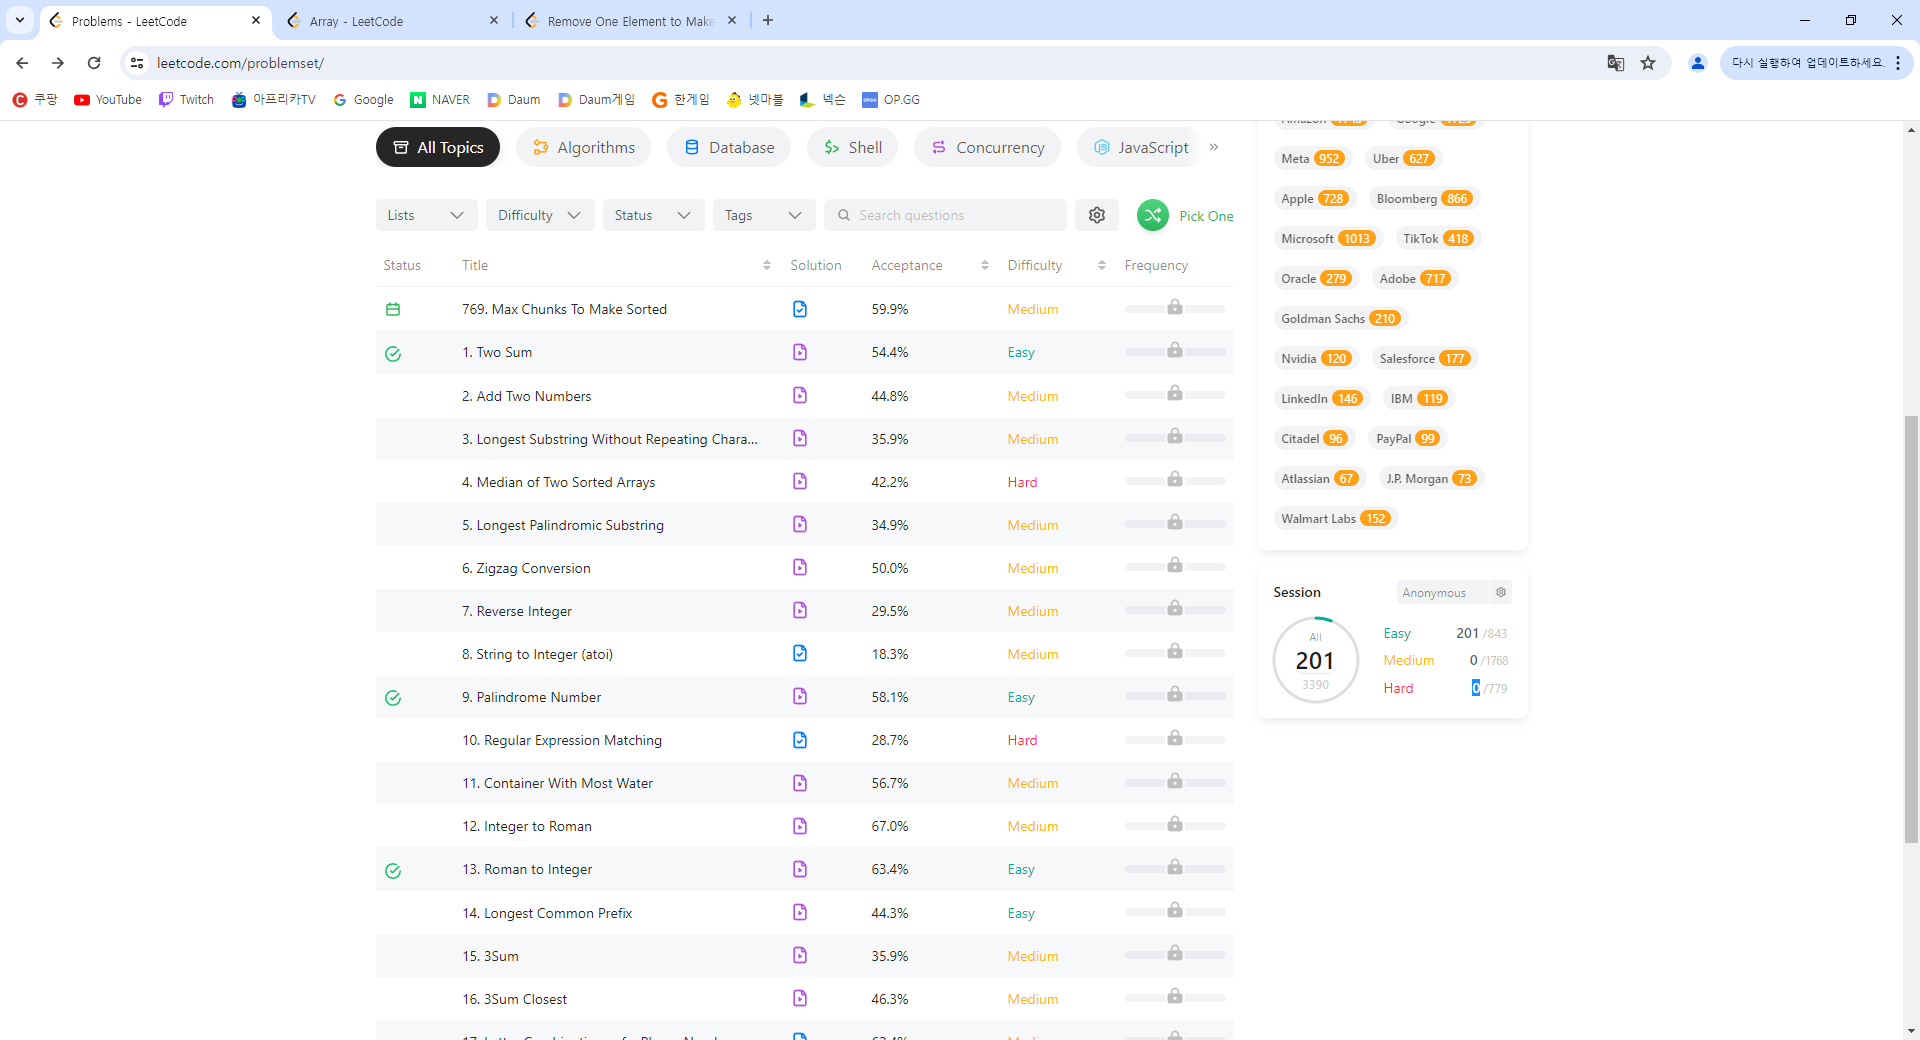 Problems - LeetCode
Array - LeetCode
Remove One Element to Make
leetcode.com/problemset/
다시 실행하여 업데이트하세요.
쿠팡 YouTube Twitch 아프리카TV Google NAVER Daum Daum게임 한게임 넷마블 넥슨 OP.GG
All Topics Algorithms Database Shell Concurrency JavaScript
Lists Difficulty Status Tags Search questions Pick One
Status Title Solution Acceptance Difficulty Frequency
769. Max Chunks To Make Sorted 59.9% Medium
1. Two Sum 54.4% Easy
2. Add Two Numbers 44.8% Medium
3. Longest Substring Without Repeating Chara... 35.9% Medium
4. Median of Two Sorted Arrays 42.2% Hard
5. Longest Palindromic Substring 34.9% Medium
6. Zigzag Conversion 50.0% Medium
7. Reverse Integer 29.5% Medium
8. String to Integer (atoi) 18.3% Medium
9. Palindrome Number 58.1% Easy
10. Regular Expression Matching 28.7% Hard
11. Container With Most Water 56.7% Medium
12. Integer to Roman 67.0% Medium
13. Roman to Integer 63.4% Easy
14. Longest Common Prefix 44.3% Easy
15. 3Sum 35.9% Medium
16. 3Sum Closest 46.3% Medium
Amazon Google
Meta 952 Uber 627
Apple 728 Bloomberg 866
Microsoft 1013 TikTok 418
Oracle 279 Adobe 717
Goldman Sachs 210
Nvidia 120 Salesforce 177
LinkedIn 146 IBM 119
Citadel 96 PayPal 99
Atlassian 67 J.P. Morgan 73
Walmart Labs 152
Session Anonymous
All
201
3390
Easy 201 /843
Medium 0 /1768
Hard 0 /779